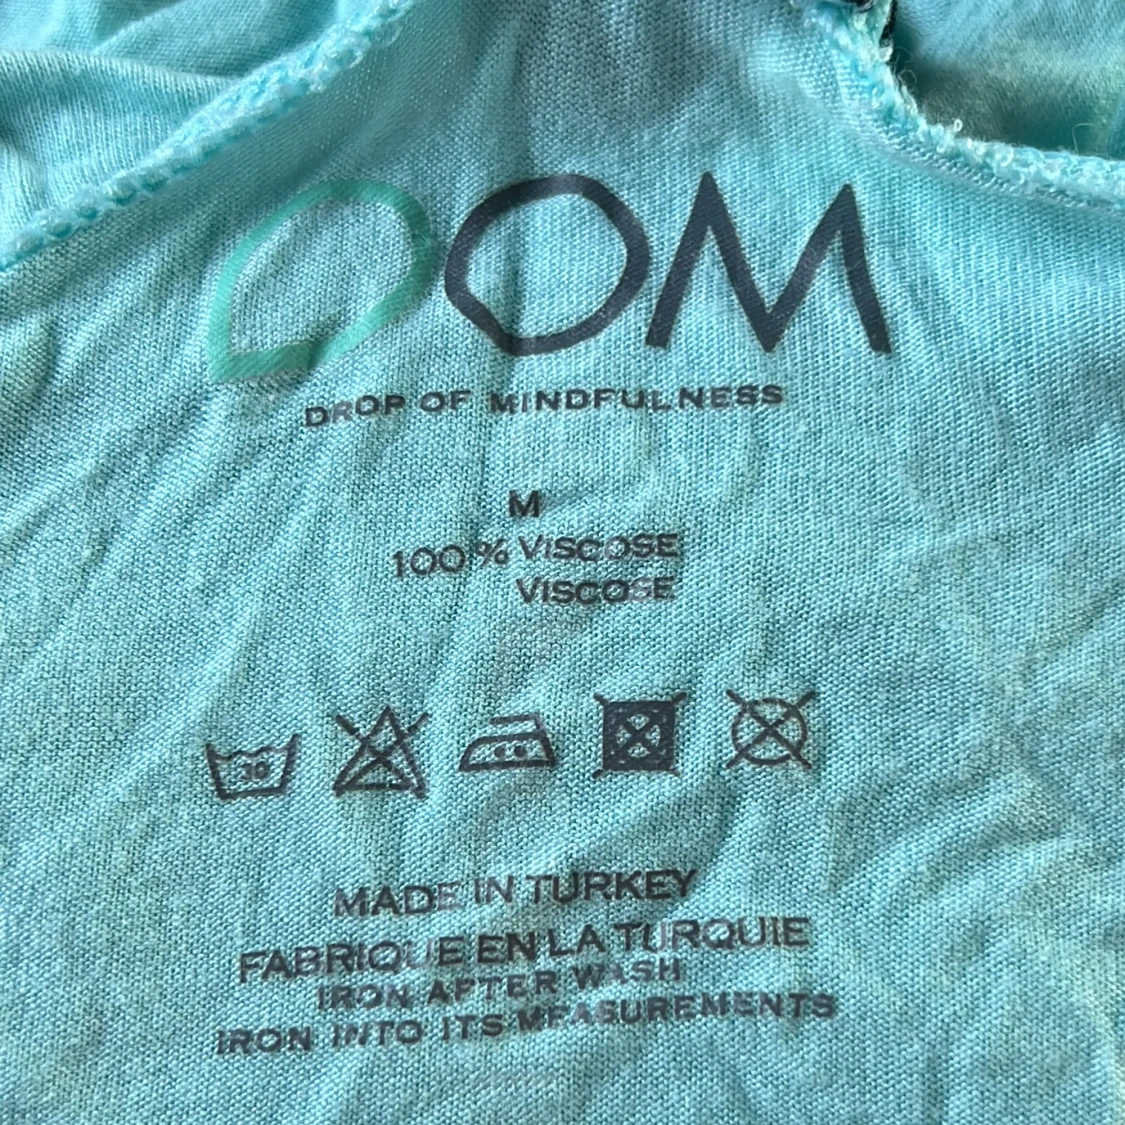 OOM
DROP OF MINDFULNESS
M
100% VISCOSE
VISCOSE
30
MADE IN TURKEY
FABRIQUE EN LA TURQUIE
IRON AFTER WASH
IRON INTO ITS MEASUREMENTS